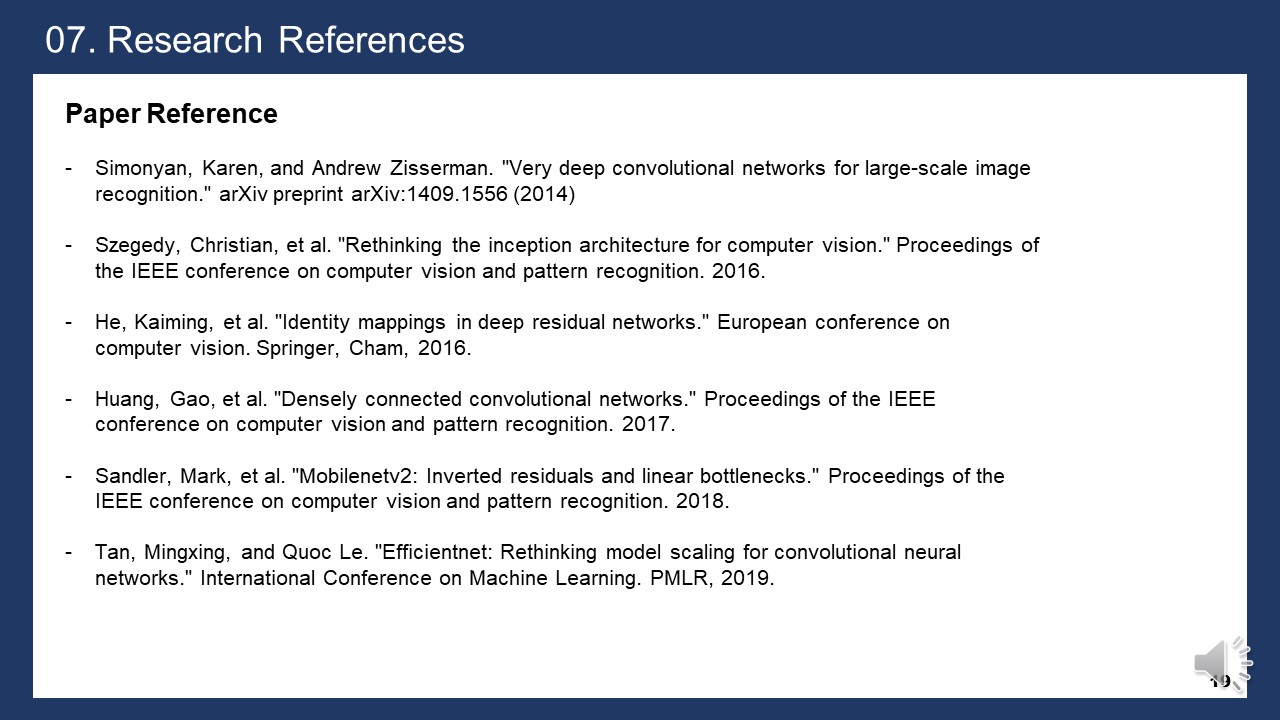 07. Research References
Paper Reference
- Simonyan, Karen, and Andrew Zisserman. "Very deep convolutional networks for large-scale image
recognition." arXiv preprint arXiv:1409.1556 (2014)
- Szegedy, Christian, et al. "Rethinking the inception architecture for computer vision." Proceedings of
the IEEE conference on computer vision and pattern recognition. 2016.
- He, Kaiming, et al. "Identity mappings in deep residual networks." European conference on
computer vision. Springer, Cham, 2016.
- Huang, Gao, et al. "Densely connected convolutional networks." Proceedings of the IEEE
conference on computer vision and pattern recognition. 2017.
- Sandler, Mark, et al. "Mobilenetv2: Inverted residuals and linear bottlenecks." Proceedings of the
IEEE conference on computer vision and pattern recognition. 2018.
- Tan, Mingxing, and Quoc Le. "Efficientnet: Rethinking model scaling for convolutional neural
networks." International Conference on Machine Learning. PMLR, 2019.
19